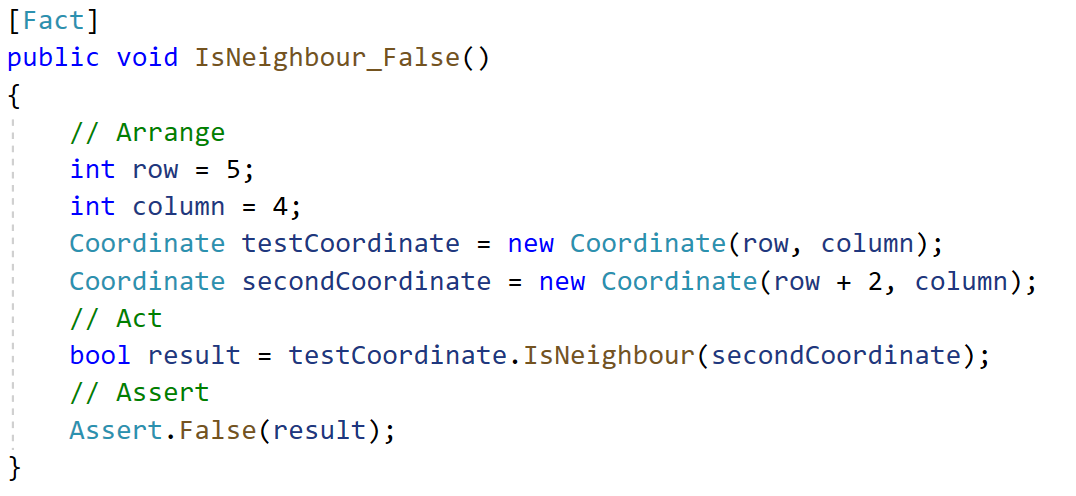 [Fact]
public void IsNeighbour_False()
{
    // Arrange
    int row = 5;
    int column = 4;
    Coordinate testCoordinate = new Coordinate(row, column);
    Coordinate secondCoordinate = new Coordinate(row + 2, column);
    // Act
    bool result = testCoordinate.IsNeighbour(secondCoordinate);
    // Assert
    Assert.False(result);
}